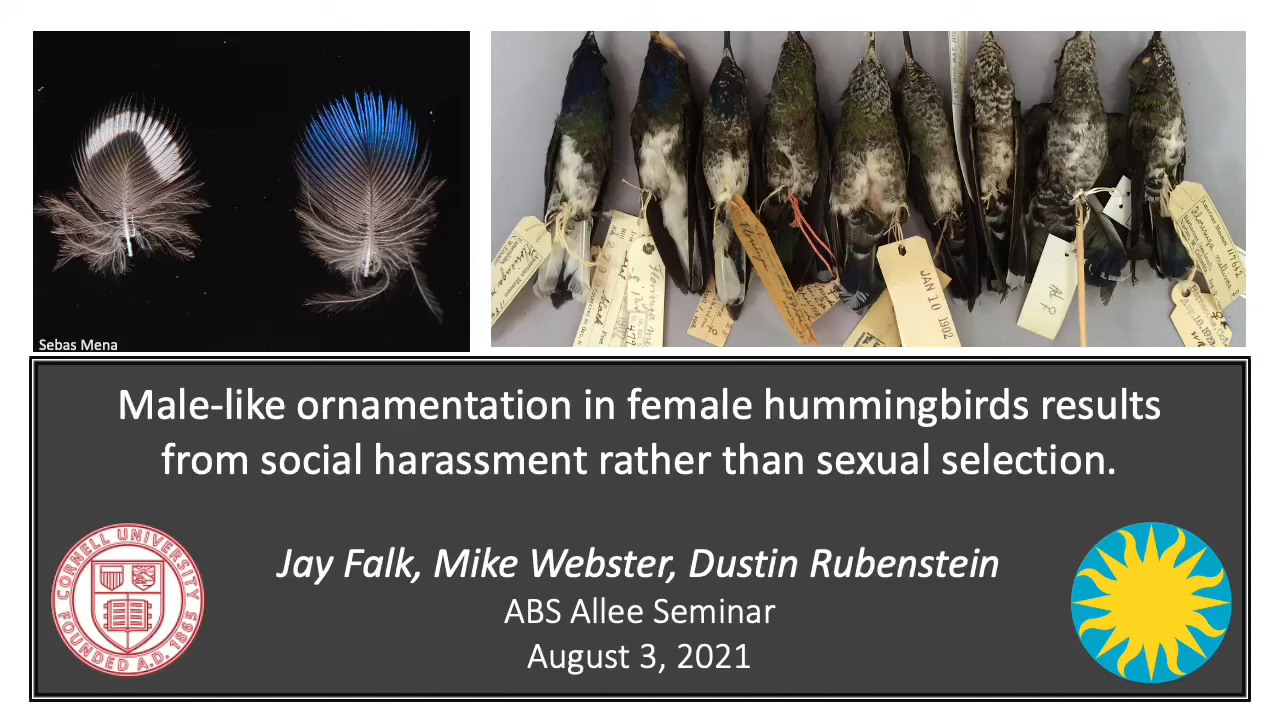 Sebas Mena
JAN 10 1902
Male-like ornamentation in female hummingbirds results
from social harassment rather than sexual selection.
CORNELL UNIVERSITY
FOUNDED A.D. 1865
Jay Falk, Mike Webster, Dustin Rubenstein
ABS Allee Seminar
August 3, 2021